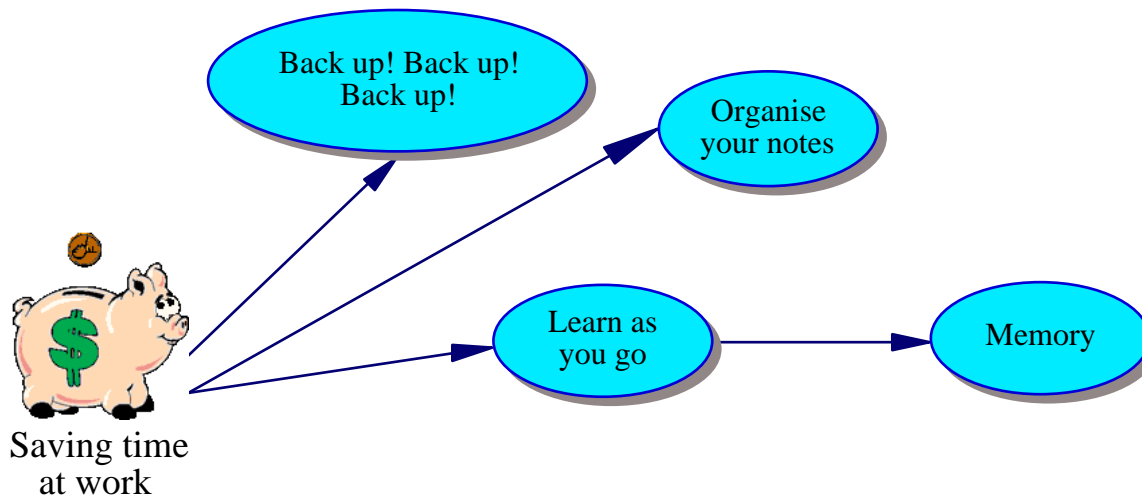 Back up! Back up!
Back up!
Organise
your notes
Learn as
you go
Memory
$
Saving time
at work